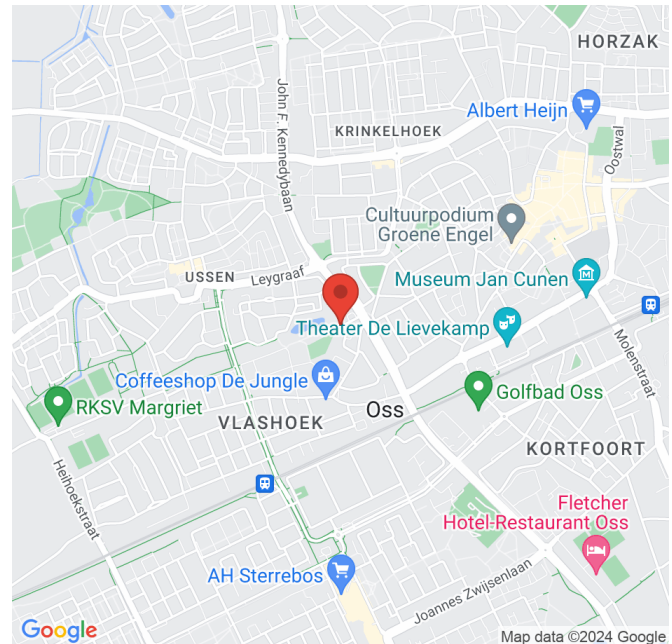 HORZAK
Albert Heijn
John F. Kennedybaan
KRINKELHOEK
Oostwal
Cultuurpodium
Groene Engel
USSEN
Leygraaf
Museum Jan Cunen
Theater De Lievekamp
Molenstraat
Coffeeshop De Jungle
Golfbad Oss
RKSV Margriet
Oss
VLASHOEK
KORTFOORT
Heihoekstraat
Fletcher
Hotel-Restaurant Oss
AH Sterrebos
Joannes Zwijsenlaan
Google
Map data ©2024 Google